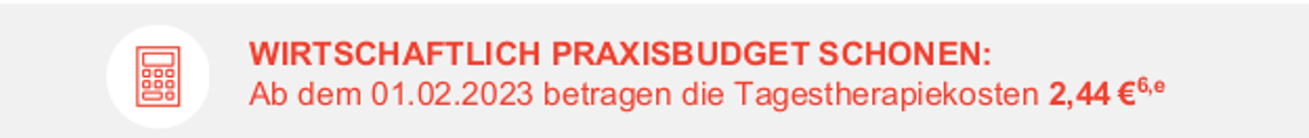 WIRTSCHAFTLICH PRAXISBUDGET SCHONEN:
Ab dem 01.02.2023 betragen die Tagestherapiekosten 2,44 €⁶,ᵉ